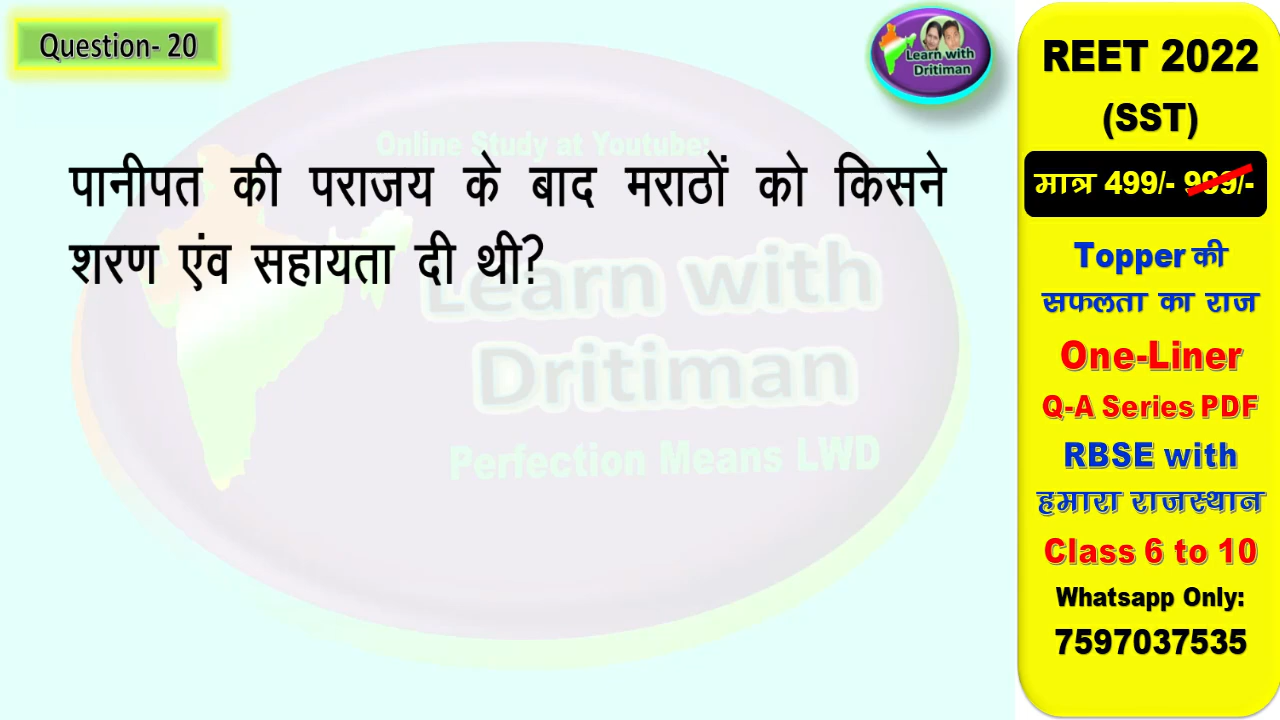 Question- 20
Learn with
Dritiman
Online Study at Youtube:
पानीपत की पराजय के बाद मराठों को किसने
शरण एंव सहायता दी थी?
Learn with
Dritiman
Perfection Means LWD
REET 2022
(SST)
मात्र 499/- 999/-
Topper की
सफलता का राज
One-Liner
Q-A Series PDF
RBSE with
हमारा राजस्थान
Class 6 to 10
Whatsapp Only:
7597037535